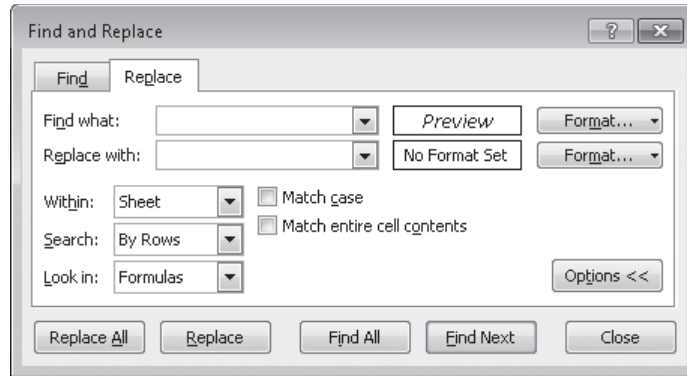 Find and Replace
Find Replace
Find what: Preview Format...
Replace with: No Format Set Format...
Within: Sheet Match case
Match entire cell contents
Search: By Rows
Look in: Formulas Options <<
Replace All Replace Find All Find Next Close